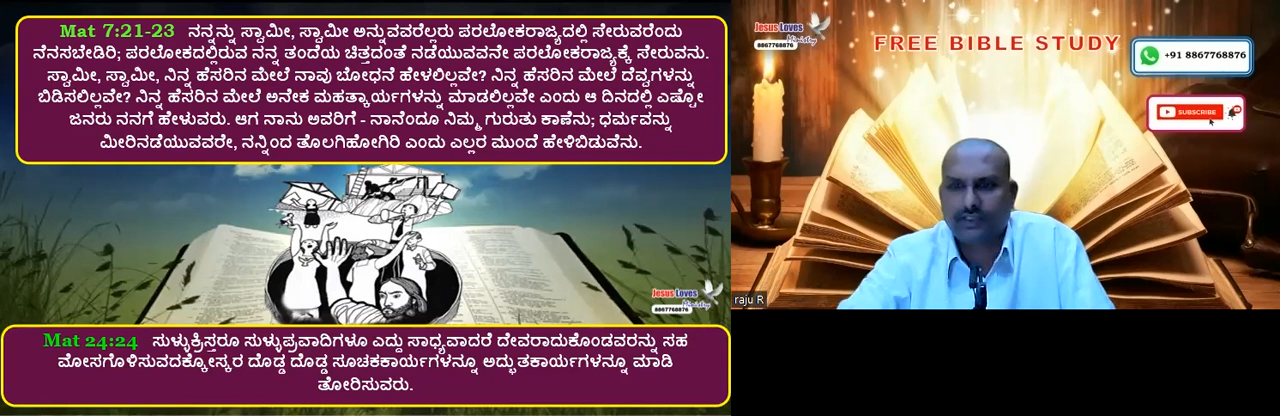 Mat 7:21-23 ನನ್ನನ್ನು ಸ್ವಾಮೀ, ಸ್ವಾಮೀ ಅನ್ನುವವರೆಲ್ಲರು ಪರಲೋಕರಾಜ್ಯದಲ್ಲಿ ಸೇರುವರೆಂದು
ನೆನಸಬೇಡಿರಿ; ಪರಲೋಕದಲ್ಲಿರುವ ನನ್ನ ತಂದೆಯ ಚಿತ್ತದಂತೆ ನಡೆಯುವವನೇ ಪರಲೋಕರಾಜ್ಯಕ್ಕೆ ಸೇರುವನು.
ಸ್ವಾಮೀ, ಸ್ವಾಮೀ, ನಿನ್ನ ಹೆಸರಿನ ಮೇಲೆ ನಾವು ಬೋಧನೆ ಹೇಳಲಿಲ್ಲವೇ? ನಿನ್ನ ಹೆಸರಿನ ಮೇಲೆ ದೆವ್ವಗಳನ್ನು
ಬಿಡಿಸಲಿಲ್ಲವೇ? ನಿನ್ನ ಹೆಸರಿನ ಮೇಲೆ ಅನೇಕ ಮಹತ್ಕಾರ್ಯಗಳನ್ನು ಮಾಡಲಿಲ್ಲವೇ ಎಂದು ಆ ದಿನದಲ್ಲಿ ಎಷ್ಟೋ
ಜನರು ನನಗೆ ಹೇಳುವರು. ಆಗ ನಾನು ಅವರಿಗೆ - ನಾನೆಂದೂ ನಿಮ್ಮ ಗುರುತು ಕಾಣೆನು; ಧರ್ಮವನ್ನು
ಮೀರಿನಡೆಯುವವರೇ, ನನ್ನಿಂದ ತೊಲಗಿಹೋಗಿರಿ ಎಂದು ಎಲ್ಲರ ಮುಂದೆ ಹೇಳಿಬಿಡುವೆನು.
Jesus Loves
Ministry
8867768876
Mat 24:24 ಸುಳ್ಳುಕ್ರಿಸ್ತರೂ ಸುಳ್ಳುಪ್ರವಾದಿಗಳೂ ಎದ್ದು ಸಾಧ್ಯವಾದರೆ ದೇವರಾದುಕೊಂಡವರನ್ನು ಸಹ
ಮೋಸಗೊಳಿಸುವದಕ್ಕೋಸ್ಕರ ದೊಡ್ಡ ದೊಡ್ಡ ಸೂಚಕಕಾರ್ಯಗಳನ್ನೂ ಅದ್ಭುತಕಾರ್ಯಗಳನ್ನೂ ಮಾಡಿ
ತೋರಿಸುವರು.
Jesus Loves
Ministry
8867768876
FREE BIBLE STUDY
+91 8867768876
SUBSCRIBE
raju R